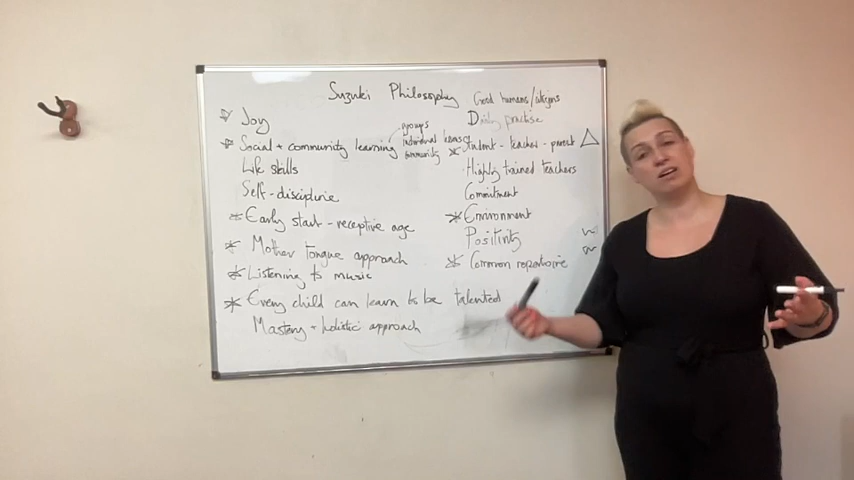 Suzuki Philosophy
Joy
Social + community learning
groups
individual lessons
community
Life skills
Self-discipline
Early start - receptive age
Mother tongue approach
Listening to music
Every child can learn to be talented
Mastery + holistic approach
Good humans/citizens
Daily practise
Student - teacher - parent
Highly trained teachers
Commitment
Environment
Positivity
Common repertoire